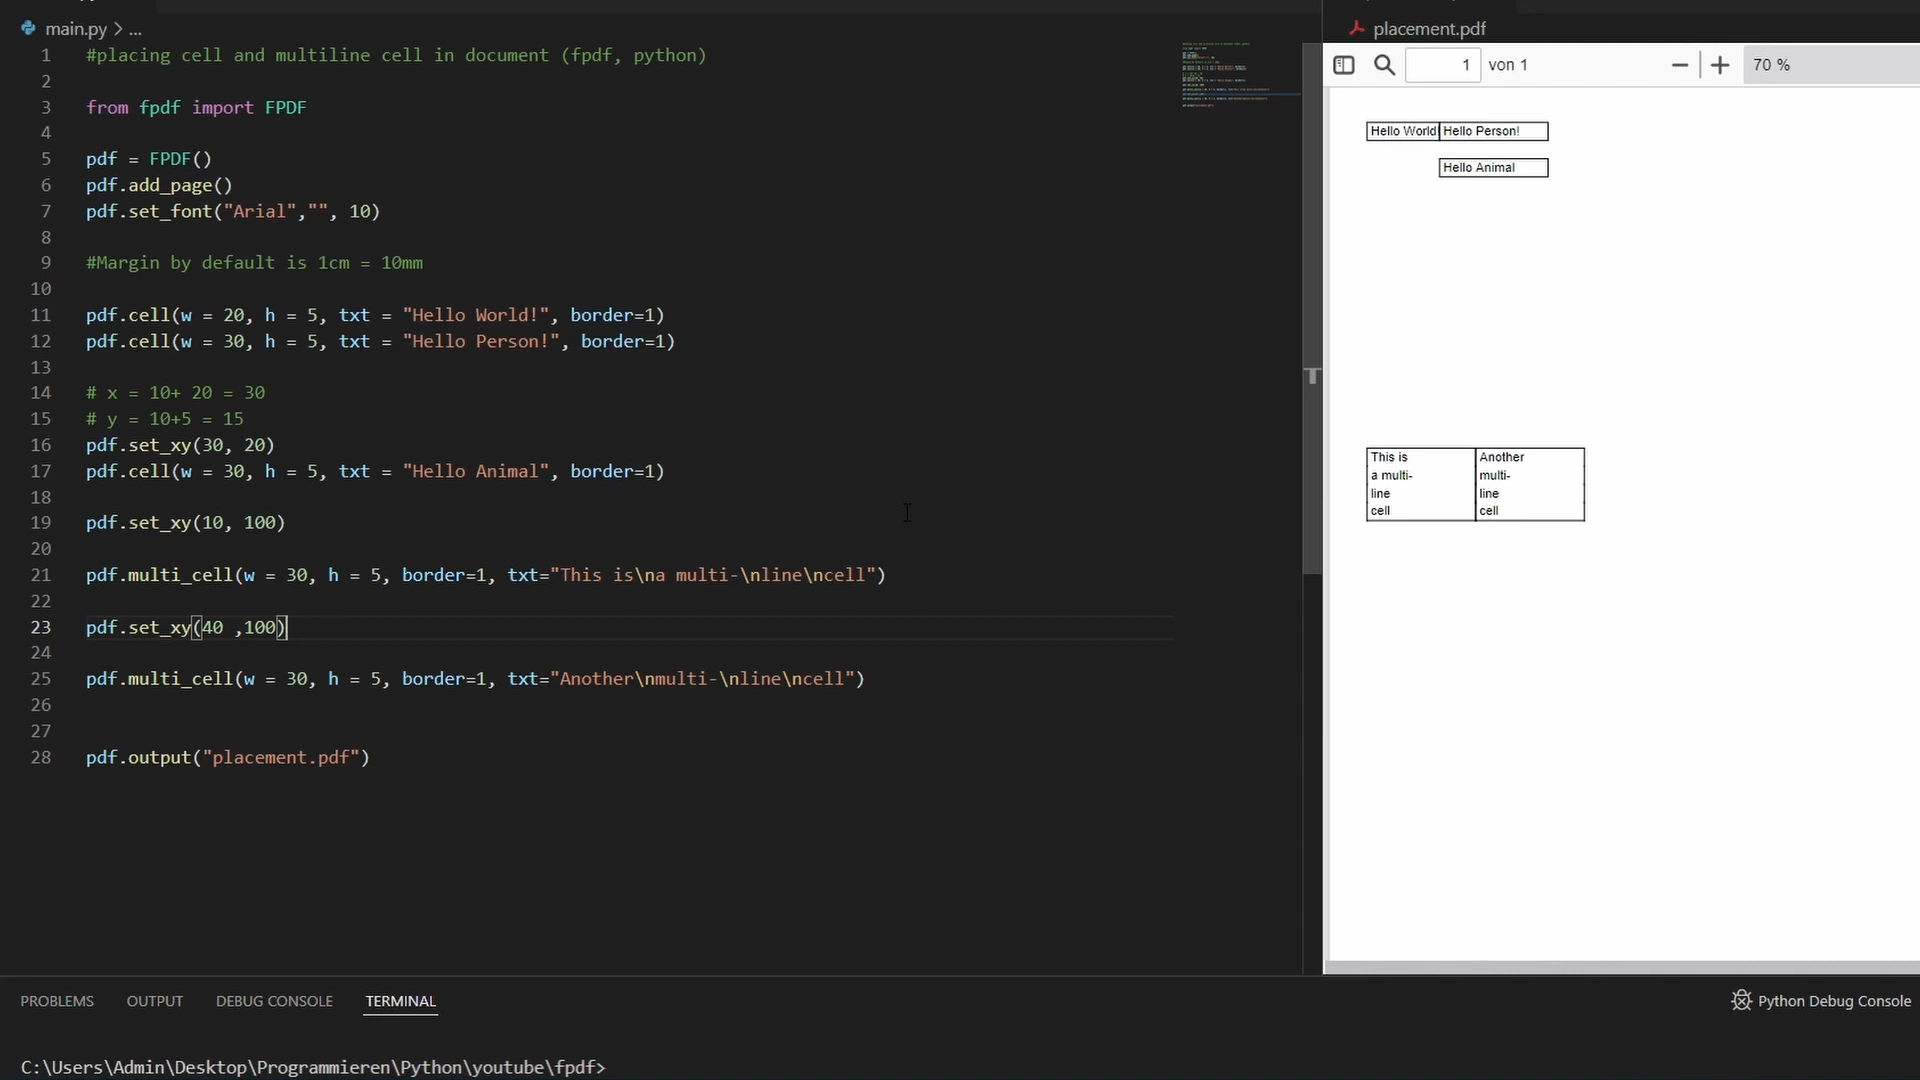 main.py > ...
1 #placing cell and multiline cell in document (fpdf, python)
2
3 from fpdf import FPDF
4
5 pdf = FPDF()
6 pdf.add_page()
7 pdf.set_font("Arial","", 10)
8
9 #Margin by default is 1cm = 10mm
10
11 pdf.cell(w = 20, h = 5, txt = "Hello World!", border=1)
12 pdf.cell(w = 30, h = 5, txt = "Hello Person!", border=1)
13
14 # x = 10+ 20 = 30
15 # y = 10+5 = 15
16 pdf.set_xy(30, 20)
17 pdf.cell(w = 30, h = 5, txt = "Hello Animal", border=1)
18
19 pdf.set_xy(10, 100)
20
21 pdf.multi_cell(w = 30, h = 5, border=1, txt="This is\na multi-\nline\ncell")
22
23 pdf.set_xy(40 ,100)
24
25 pdf.multi_cell(w = 30, h = 5, border=1, txt="Another\nmulti-\nline\ncell")
26
27
28 pdf.output("placement.pdf")
placement.pdf
1 von 1 70 %
Hello World! Hello Person!
Hello Animal
This is Another
a multi- multi-
line line
cell cell
PROBLEMS OUTPUT DEBUG CONSOLE TERMINAL Python Debug Console
C:\Users\Admin\Desktop\Programmieren\Python\youtube\fpdf>